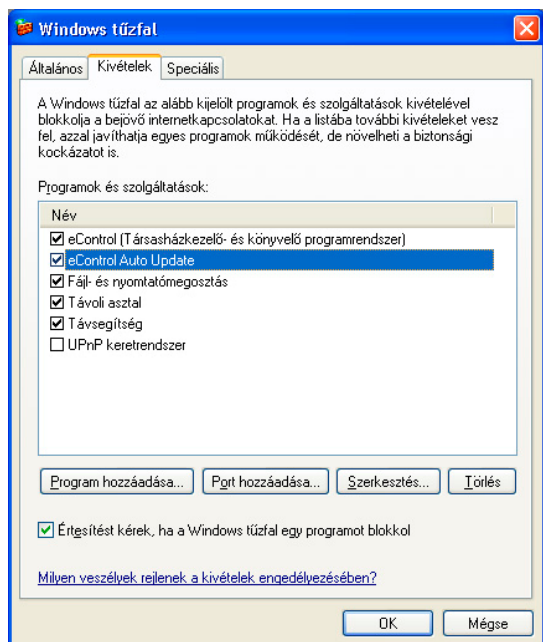 Windows tűzfal
Általános Kivételek Speciális
A Windows tűzfal az alább kijelölt programok és szolgáltatások kivételével
blokkolja a bejövő internetkapcsolatokat. Ha a listába további kivételeket vesz
fel, azzal javíthatja egyes programok működését, de növelheti a biztonsági
kockázatot is.
Programok és szolgáltatások:
Név
eControl (Társasházkezelő- és könyvelő programrendszer)
eControl Auto Update
Fájl- és nyomtatómegosztás
Távoli asztal
Távsegítség
UPnP keretrendszer
Program hozzáadása... Port hozzáadása... Szerkesztés... Törlés
Értesítést kérek, ha a Windows tűzfal egy programot blokkol
Milyen veszélyek rejlenek a kivételek engedélyezésében?
OK Mégse